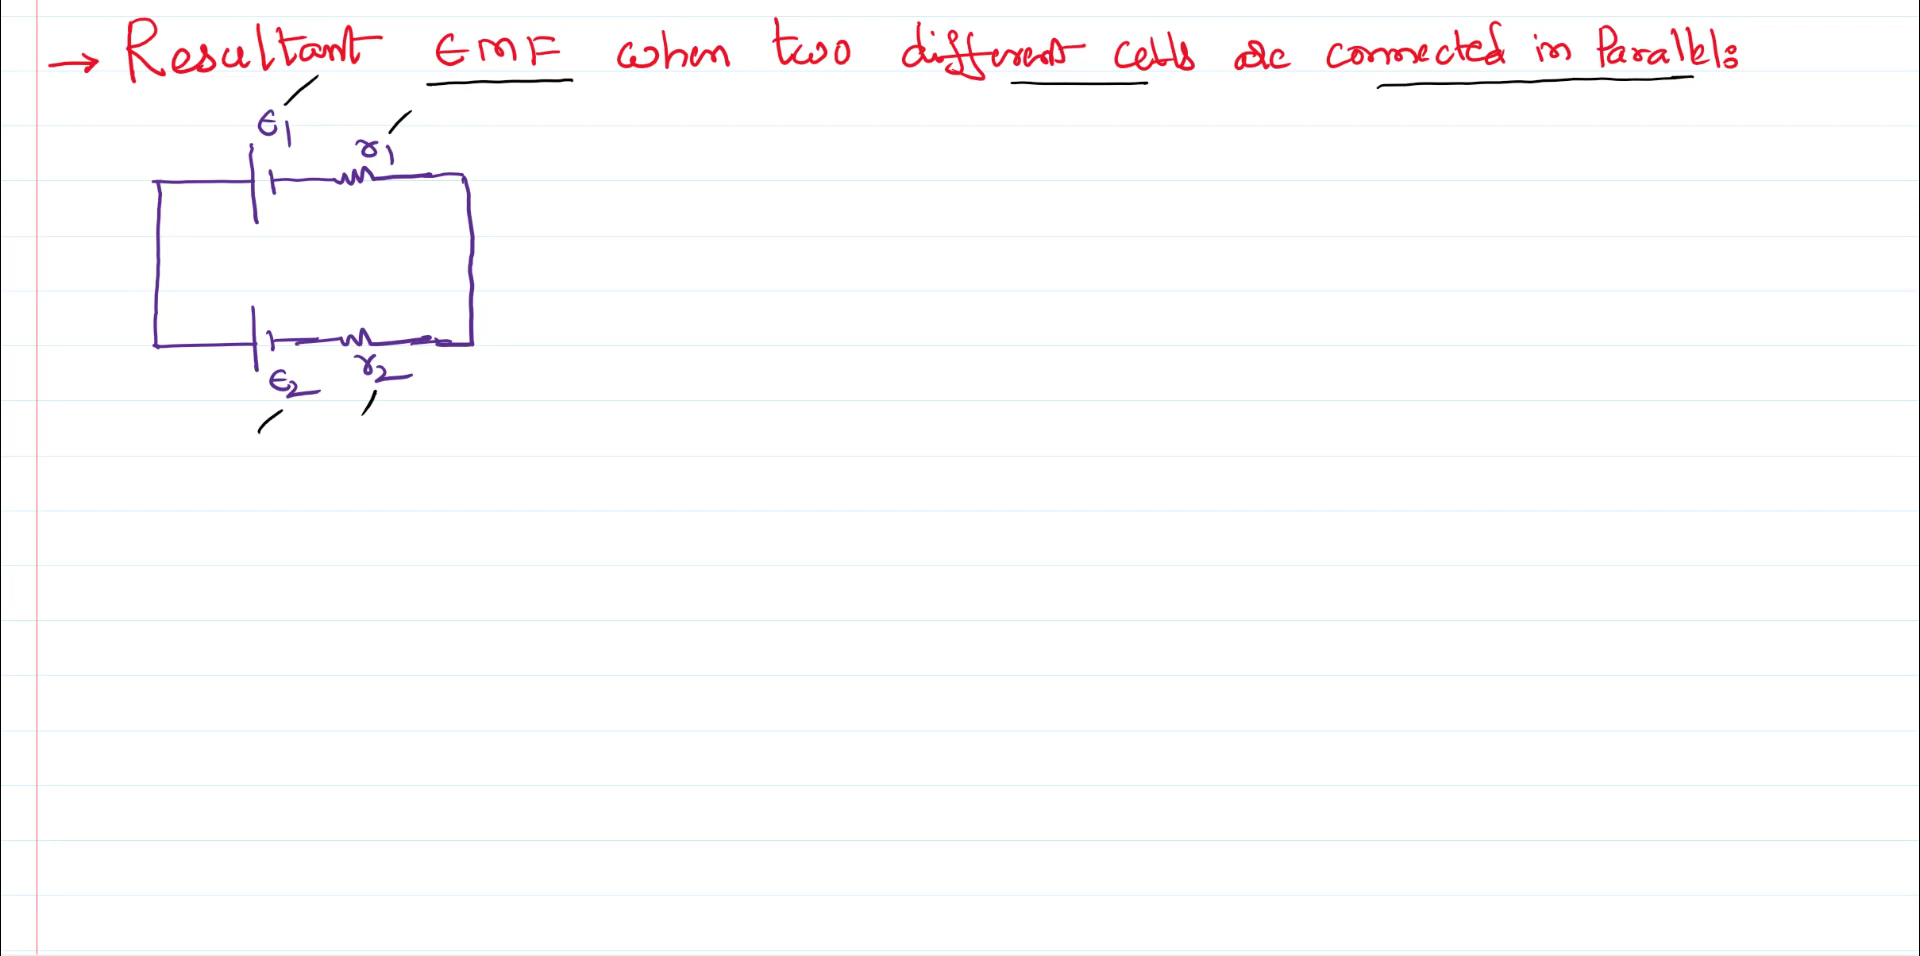 → Resultant EMF when two different cells are connected in Parallel:
ϵ1
r1
r2
ϵ2